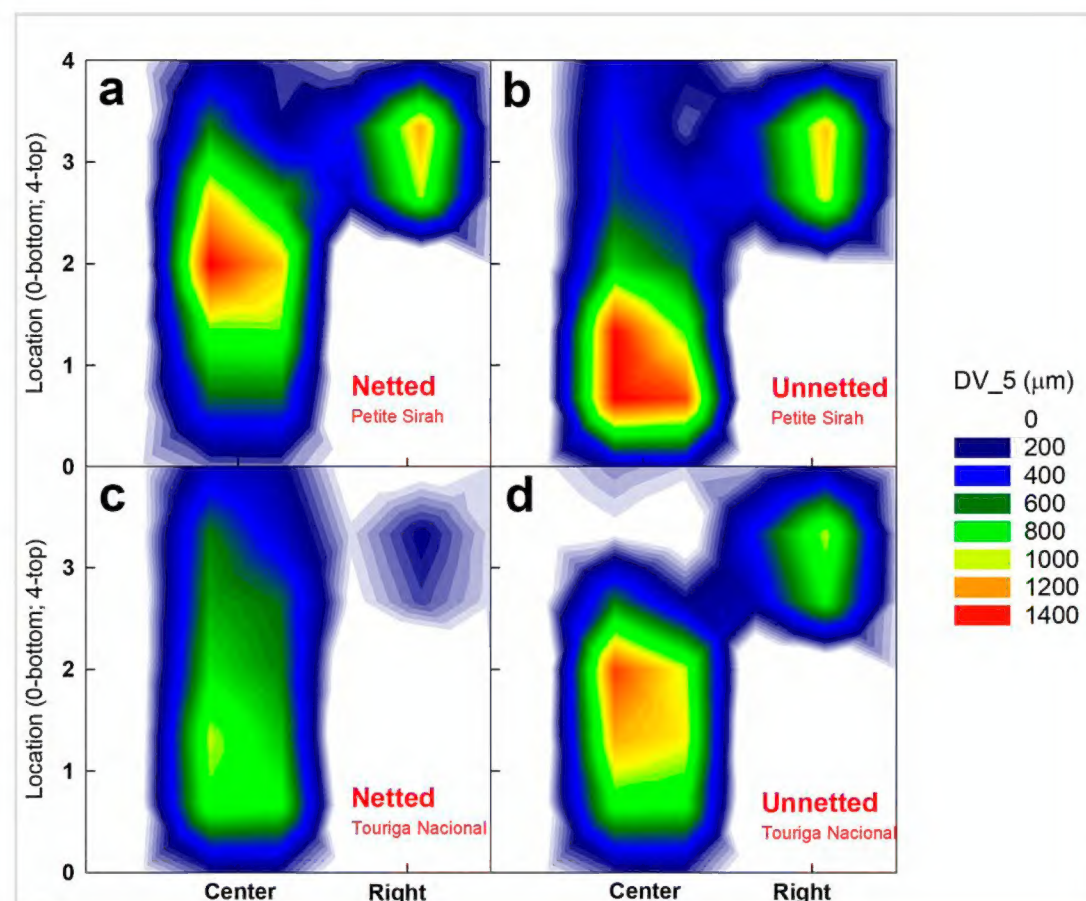 a
b
4
3
2
1
0
Location (0-bottom; 4-top)
Netted
Petite Sirah
Unnetted
Petite Sirah
c
d
3
2
1
0
Location (0-bottom; 4-top)
Netted
Touriga Nacional
Unnetted
Touriga Nacional
Center
Right
Center
Right
DV_5 (μm)
0
200
400
600
800
1000
1200
1400